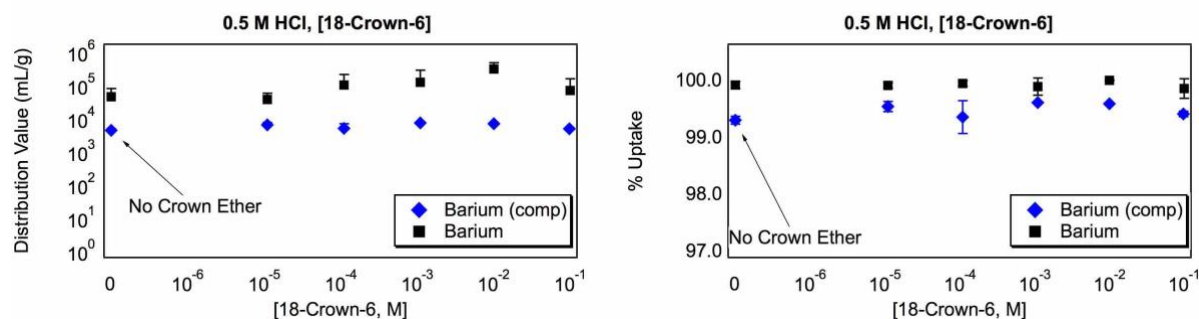 0.5 M HCl, [18-Crown-6]
Distribution Value (mL/g)
10^6
10^5
10^4
10^3
10^2
10^1
10^0
No Crown Ether
Barium (comp)
Barium
0 10^-6 10^-5 10^-4 10^-3 10^-2 10^-1
[18-Crown-6, M]
0.5 M HCl, [18-Crown-6]
% Uptake
100.0
99.0
98.0
97.0
No Crown Ether
Barium (comp)
Barium
0 10^-6 10^-5 10^-4 10^-3 10^-2 10^-1
[18-Crown-6, M]